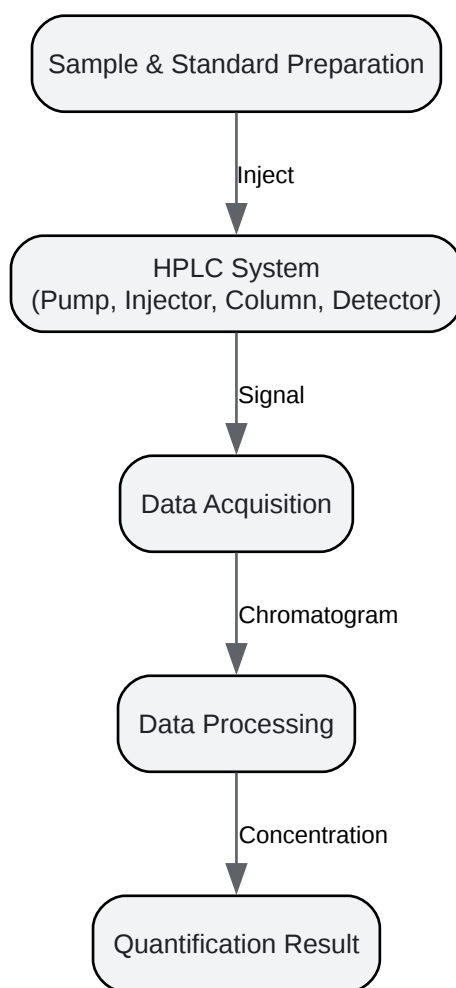 Sample & Standard Preparation
Inject
HPLC System
(Pump, Injector, Column, Detector)
Signal
Data Acquisition
Chromatogram
Data Processing
Concentration
Quantification Result